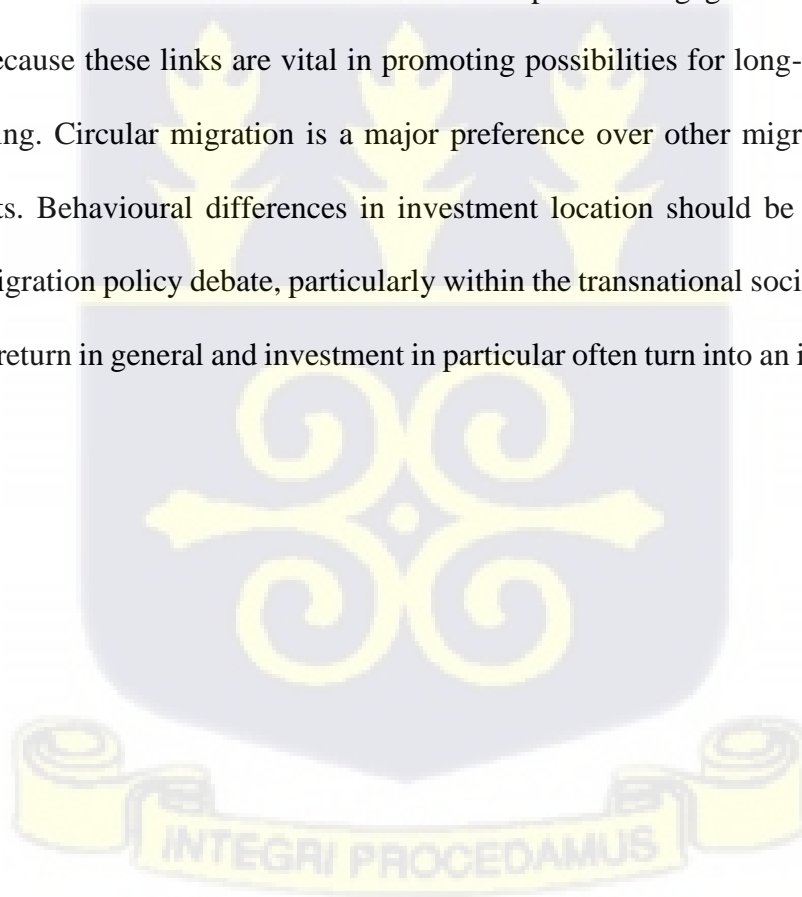 ecause these links are vital in promoting possibilities for long-
ing. Circular migration is a major preference over other migr
ts. Behavioural differences in investment location should be
igration policy debate, particularly within the transnational soci
return in general and investment in particular often turn into an i
INTEGRI PROCEDAMUS